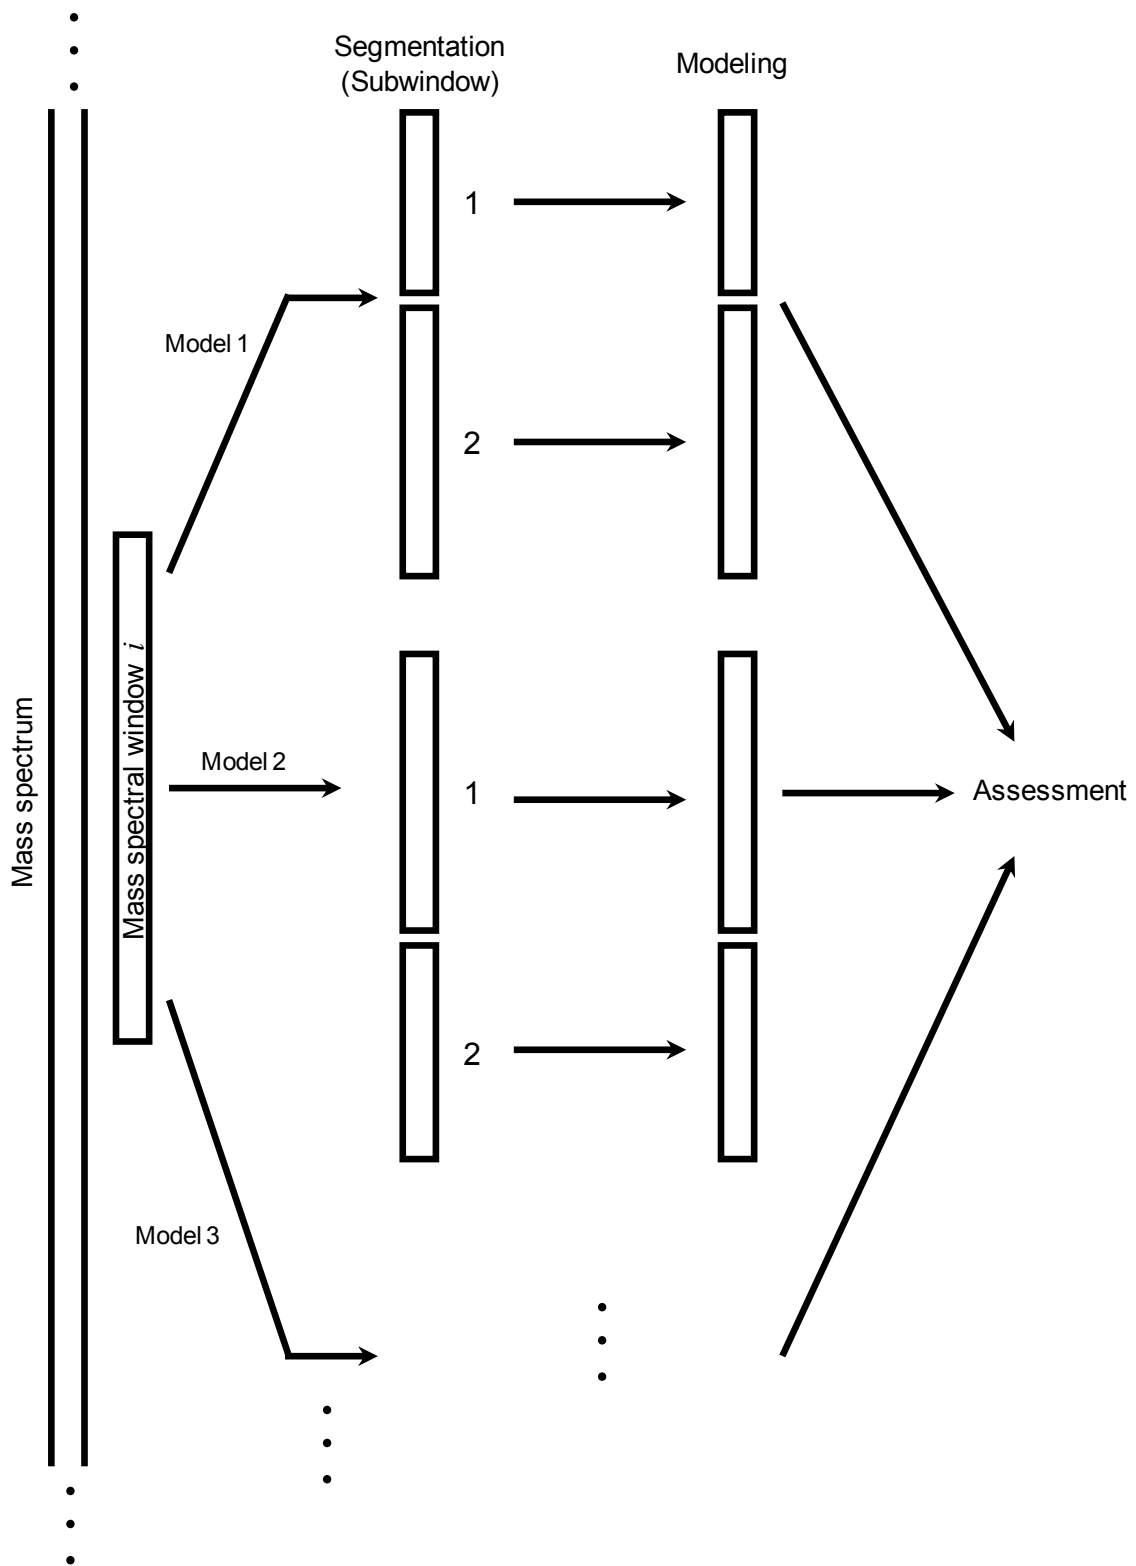 Segmentation
(Subwindow)
Modeling
1
Model 1
2
Mass spectrum
Mass spectral window i
Model 2
1
Assessment
2
Model 3